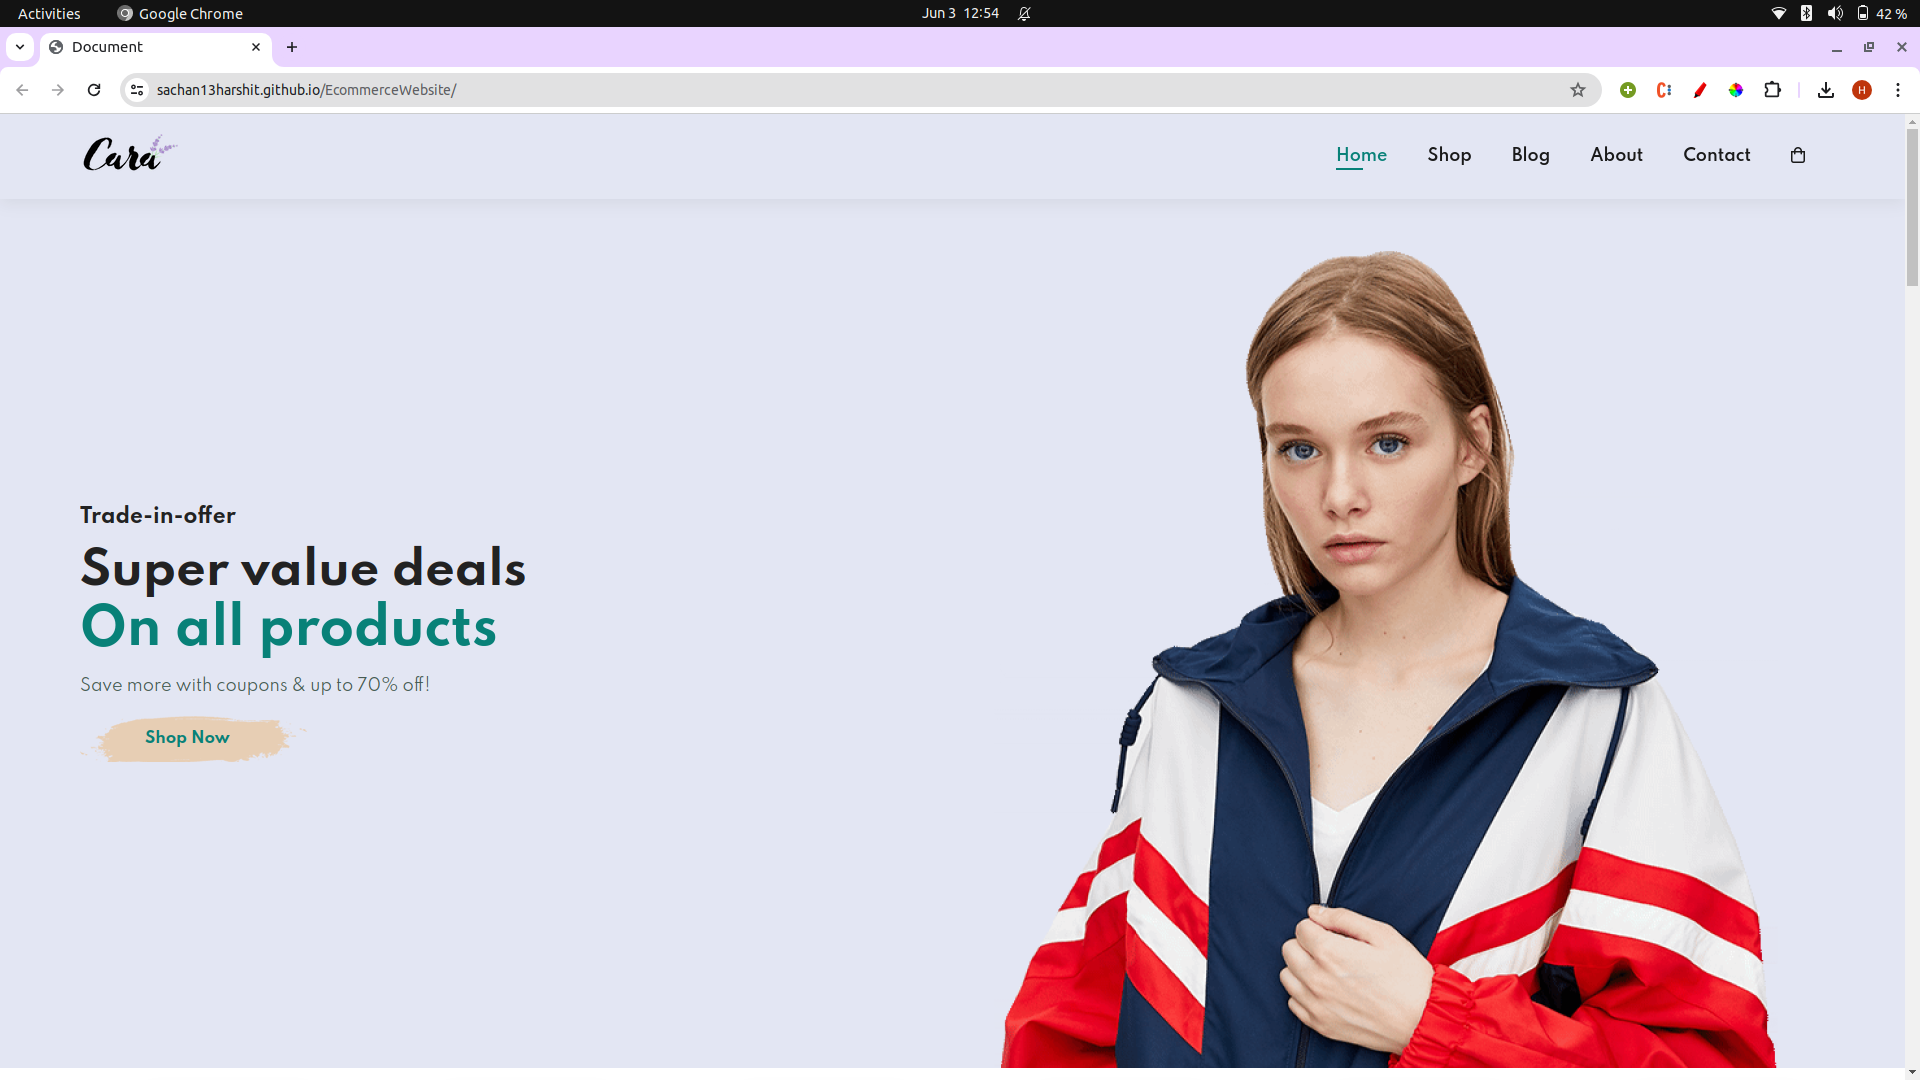 Activities
Google Chrome
Jun 3 12:54
42 %
Document
sachan13harshit.github.io/EcommerceWebsite/
H
Cara
Home
Shop
Blog
About
Contact
Trade-in-offer
Super value deals
On all products
Save more with coupons & up to 70% off!
Shop Now